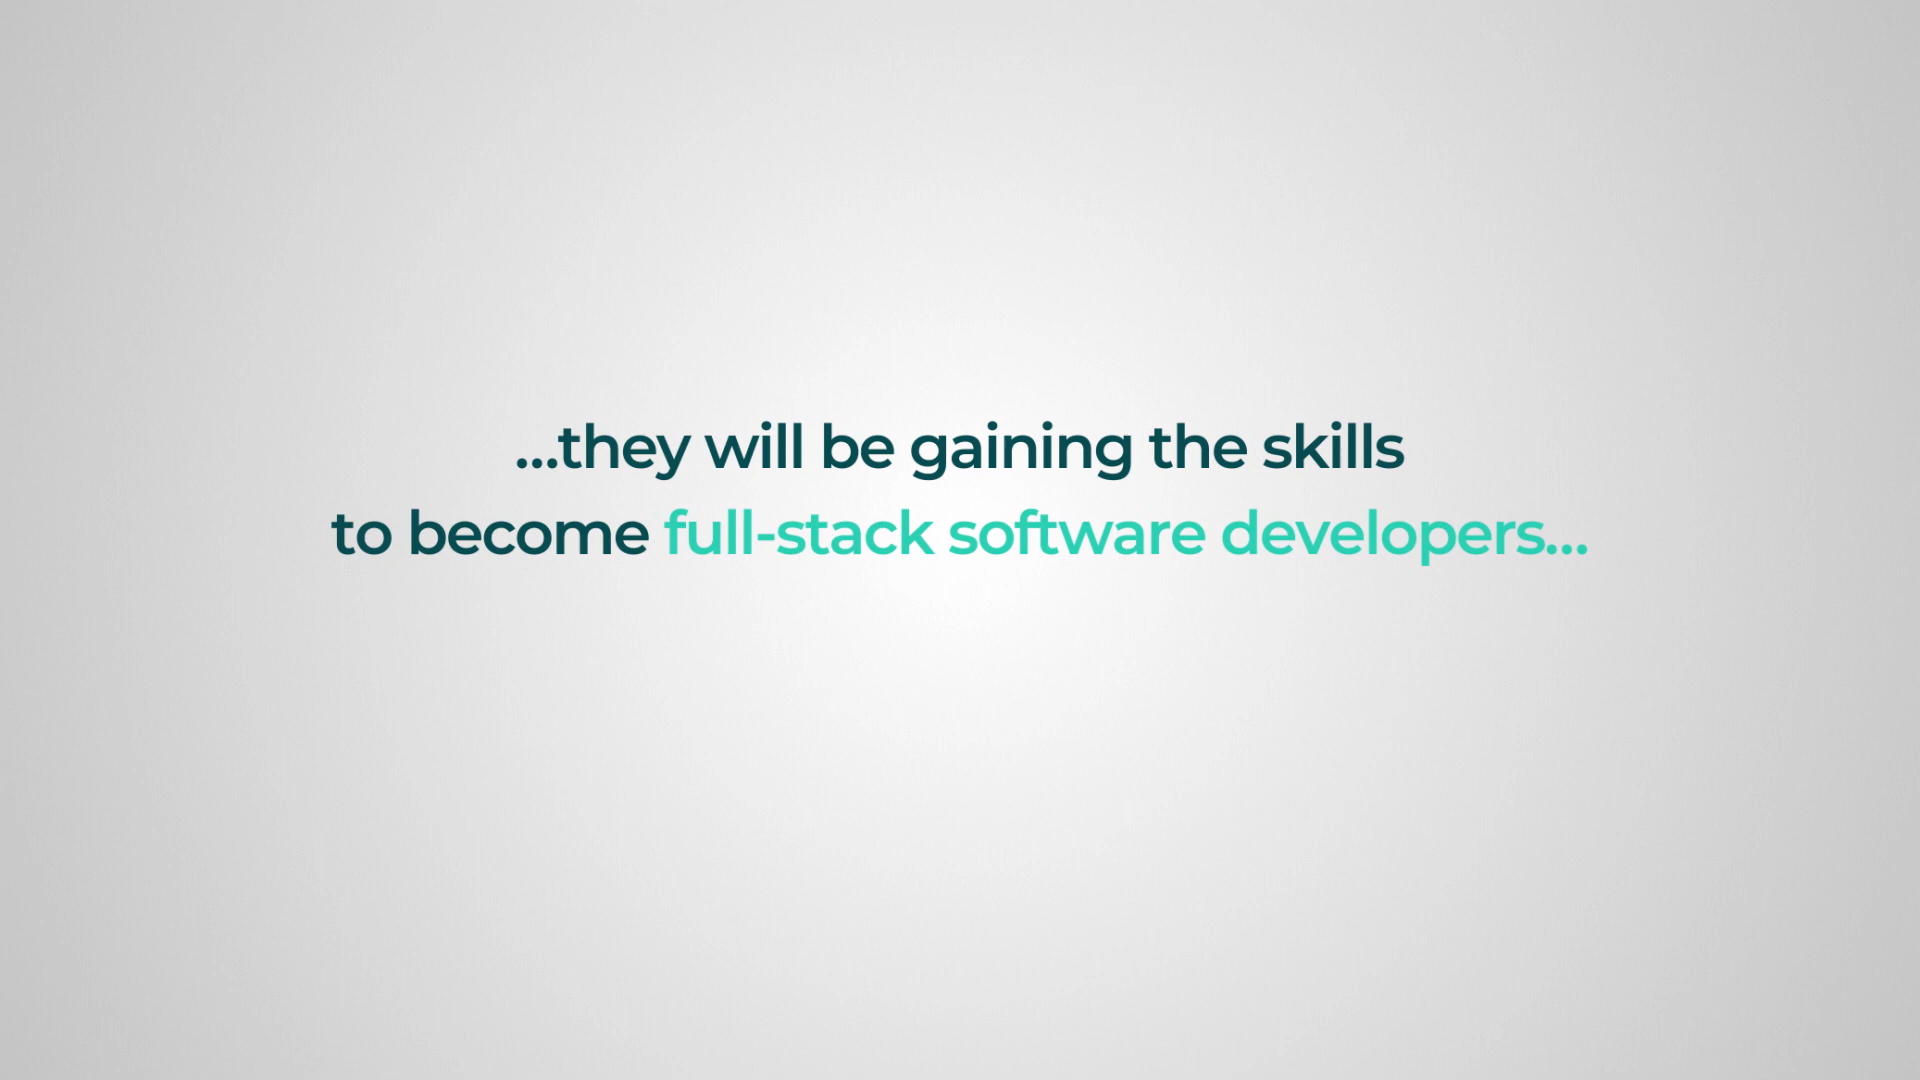 ...they will be gaining the skills
to become full-stack software developers...